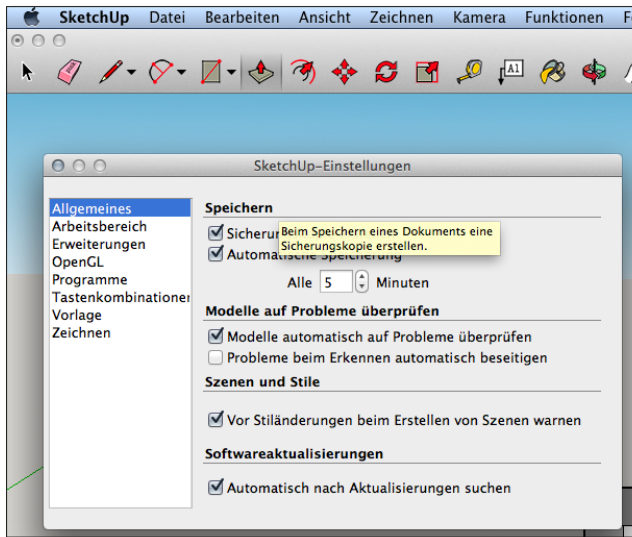 SketchUp Datei Bearbeiten Ansicht Zeichnen Kamera Funktionen
A1
SketchUp-Einstellungen
Allgemeines
Arbeitsbereich
Erweiterungen
OpenGL
Programme
Tastenkombinationen
Vorlage
Zeichnen
Speichern
Beim Speichern eines Dokuments eine
Sicherungskopie erstellen.
Automatische Speicherung
Alle 5 Minuten
Modelle auf Probleme überprüfen
Modelle automatisch auf Probleme überprüfen
Probleme beim Erkennen automatisch beseitigen
Szenen und Stile
Vor Stiländerungen beim Erstellen von Szenen warnen
Softwareaktualisierungen
Automatisch nach Aktualisierungen suchen